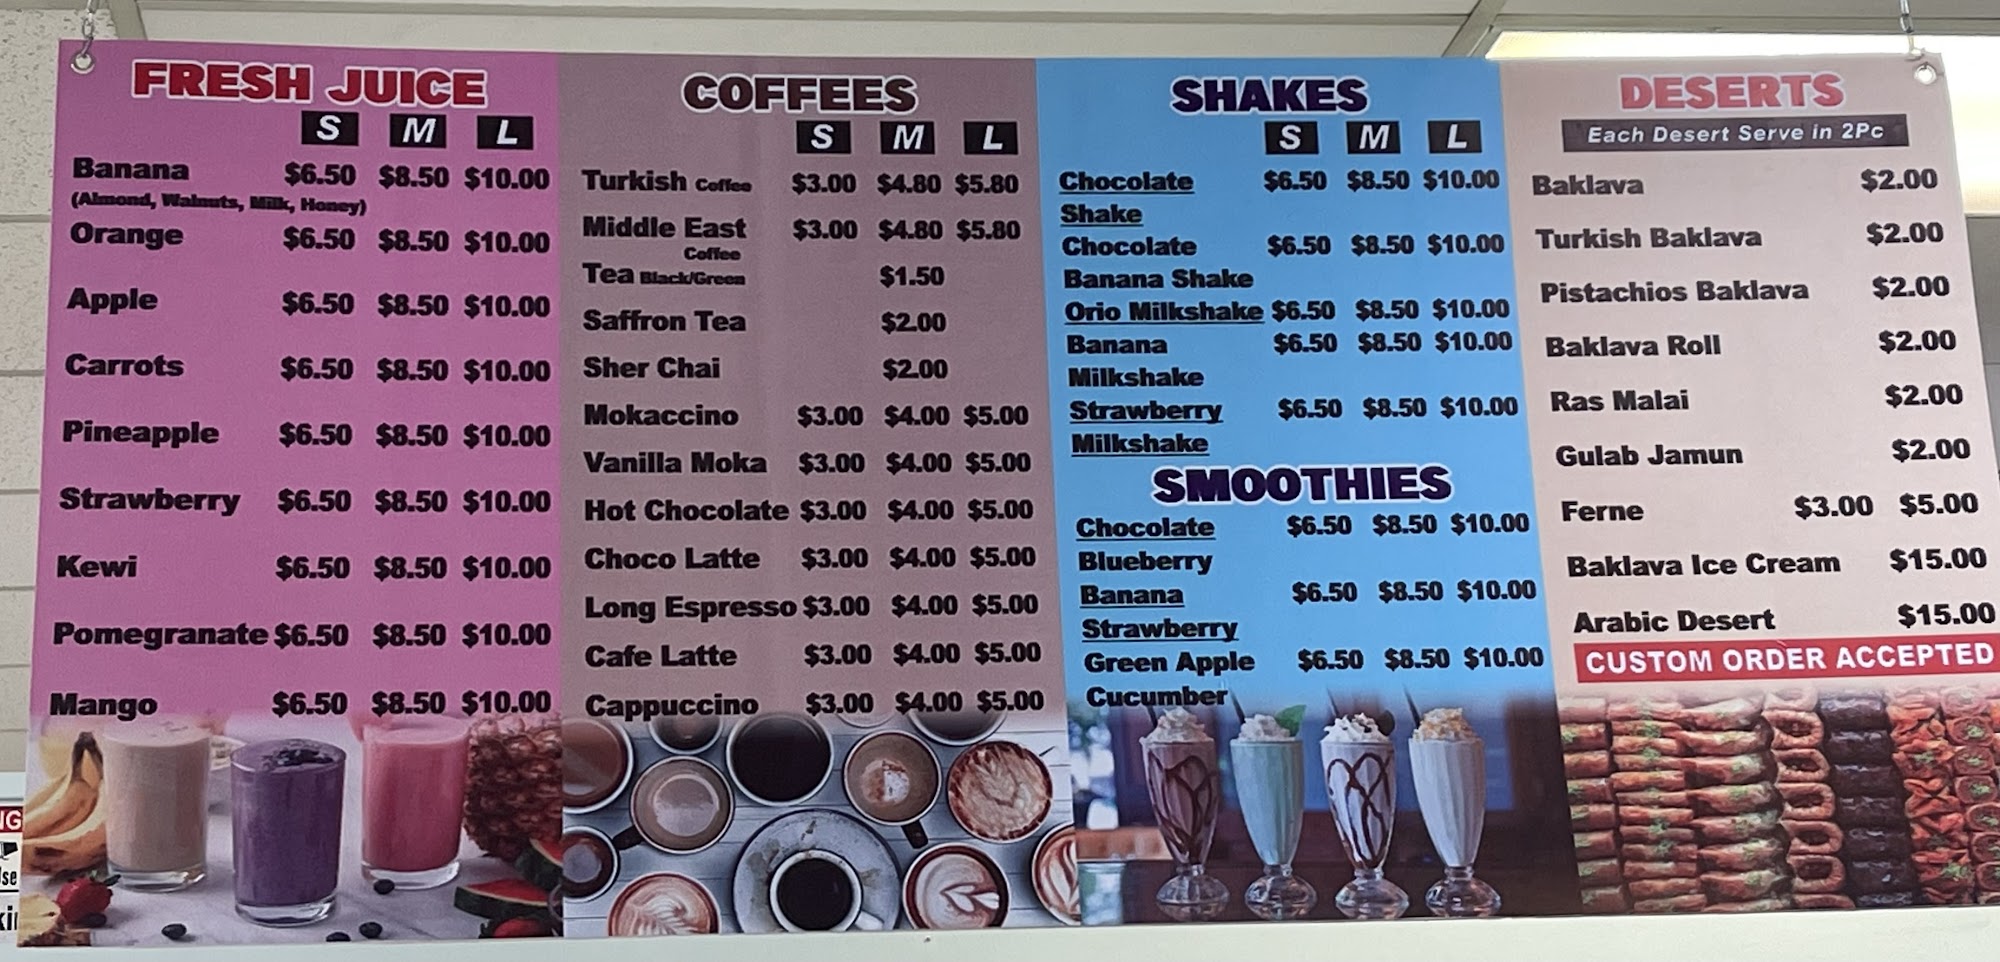 FRESH JUICE
S M L
Banana $6.50 $8.50 $10.00
(Almond, Walnuts, Milk, Honey)
Orange $6.50 $8.50 $10.00
Apple $6.50 $8.50 $10.00
Carrots $6.50 $8.50 $10.00
Pineapple $6.50 $8.50 $10.00
Strawberry $6.50 $8.50 $10.00
Kewi $6.50 $8.50 $10.00
Pomegranate $6.50 $8.50 $10.00
Mango $6.50 $8.50 $10.00
COFFEES
S M L
Turkish Coffee $3.00 $4.80 $5.80
Middle East $3.00 $4.80 $5.80
Coffee
Tea Black/Green $1.50
Saffron Tea $2.00
Sher Chai $2.00
Mokaccino $3.00 $4.00 $5.00
Vanilla Moka $3.00 $4.00 $5.00
Hot Chocolate $3.00 $4.00 $5.00
Choco Latte $3.00 $4.00 $5.00
Long Espresso $3.00 $4.00 $5.00
Cafe Latte $3.00 $4.00 $5.00
Cappuccino $3.00 $4.00 $5.00
SHAKES
S M L
Chocolate $6.50 $8.50 $10.00
Shake
Chocolate $6.50 $8.50 $10.00
Banana Shake
Orio Milkshake $6.50 $8.50 $10.00
Banana $6.50 $8.50 $10.00
Milkshake
Strawberry $6.50 $8.50 $10.00
Milkshake
SMOOTHIES
Chocolate $6.50 $8.50 $10.00
Blueberry
Banana $6.50 $8.50 $10.00
Strawberry
Green Apple $6.50 $8.50 $10.00
Cucumber
DESERTS
Each Desert Serve in 2Pc
Baklava $2.00
Turkish Baklava $2.00
Pistachios Baklava $2.00
Baklava Roll $2.00
Ras Malai $2.00
Gulab Jamun $2.00
Ferne $3.00 $5.00
Baklava Ice Cream $15.00
Arabic Desert $15.00
CUSTOM ORDER ACCEPTED